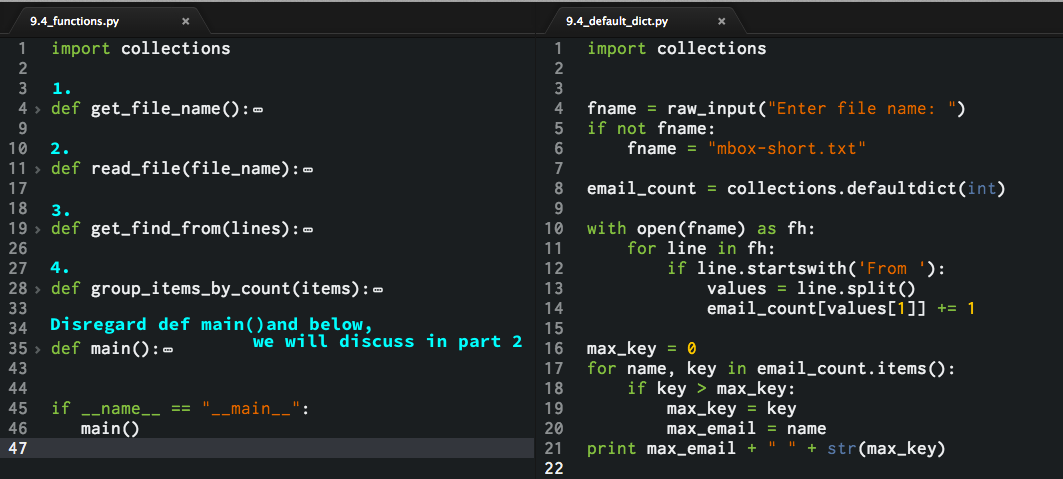 9.4_functions.py ×
1 import collections
2
3 1.
4 › def get_file_name():
9
10 2.
11 › def read_file(file_name):
17
18 3.
19 › def get_find_from(lines):
26
27 4.
28 › def group_items_by_count(items):
33
34 Disregard def main()and below,
we will discuss in part 2
35 › def main():
43
44
45 if __name__ == "__main__":
46 main()
47
9.4_default_dict.py ×
1 import collections
2
3
4 fname = raw_input("Enter file name: ")
5 if not fname:
6 fname = "mbox-short.txt"
7
8 email_count = collections.defaultdict(int)
9
10 with open(fname) as fh:
11 for line in fh:
12 if line.startswith('From '):
13 values = line.split()
14 email_count[values[1]] += 1
15
16 max_key = 0
17 for name, key in email_count.items():
18 if key > max_key:
19 max_key = key
20 max_email = name
21 print max_email + " " + str(max_key)
22